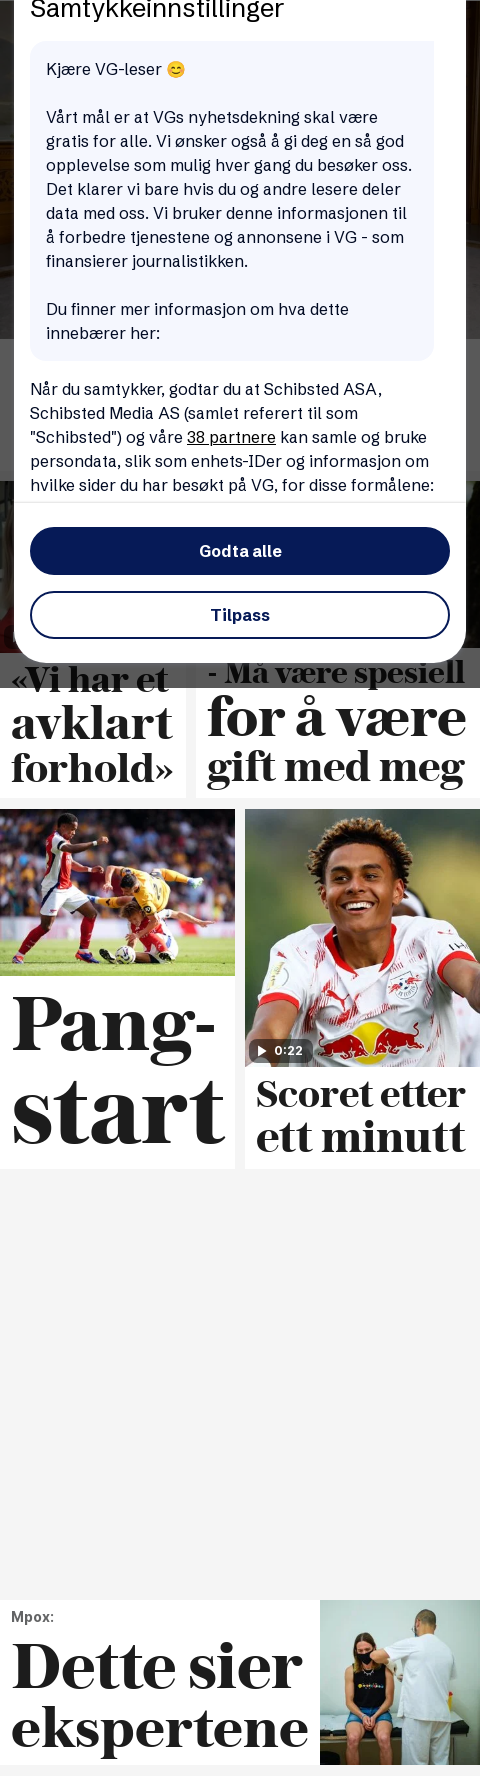 Samtykkeinnstillinger
Kjære VG-leser 😊
Vårt mål er at VGs nyhetsdekning skal være
gratis for alle. Vi ønsker også å gi deg en så god
opplevelse som mulig hver gang du besøker oss.
Det klarer vi bare hvis du og andre lesere deler
data med oss. Vi bruker denne informasjonen til
å forbedre tjenestene og annonsene i VG - som
finansierer journalistikken.
Du finner mer informasjon om hva dette
innebærer her:
Når du samtykker, godtar du at Schibsted ASA,
Schibsted Media AS (samlet referert til som
"Schibsted") og våre 38 partnere kan samle og bruke
persondata, slik som enhets-IDer og informasjon om
hvilke sider du har besøkt på VG, for disse formålene:
Godta alle
Tilpass
«Vi har et
avklart
forhold»
- Må være spesiell
for å være
gift med meg
Pang-
start
0:22
Scoret etter
ett minutt
Mpox:
Dette sier
ekspertene